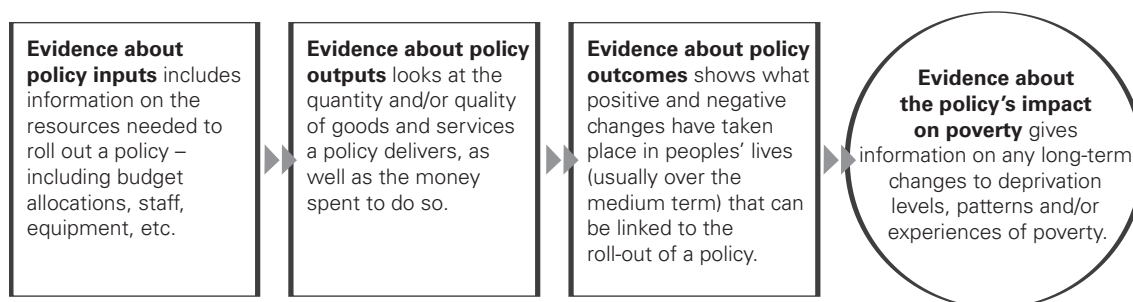 Evidence about
policy inputs includes
information on the
resources needed to
roll out a policy –
including budget
allocations, staff,
equipment, etc.
Evidence about policy
outputs looks at the
quantity and/or quality
of goods and services
a policy delivers, as
well as the money
spent to do so.
Evidence about policy
outcomes shows what
positive and negative
changes have taken
place in peoples’ lives
(usually over the
medium term) that can
be linked to the
roll-out of a policy.
Evidence about
the policy’s impact
on poverty gives
information on any long-term
changes to deprivation
levels, patterns and/or
experiences of poverty.